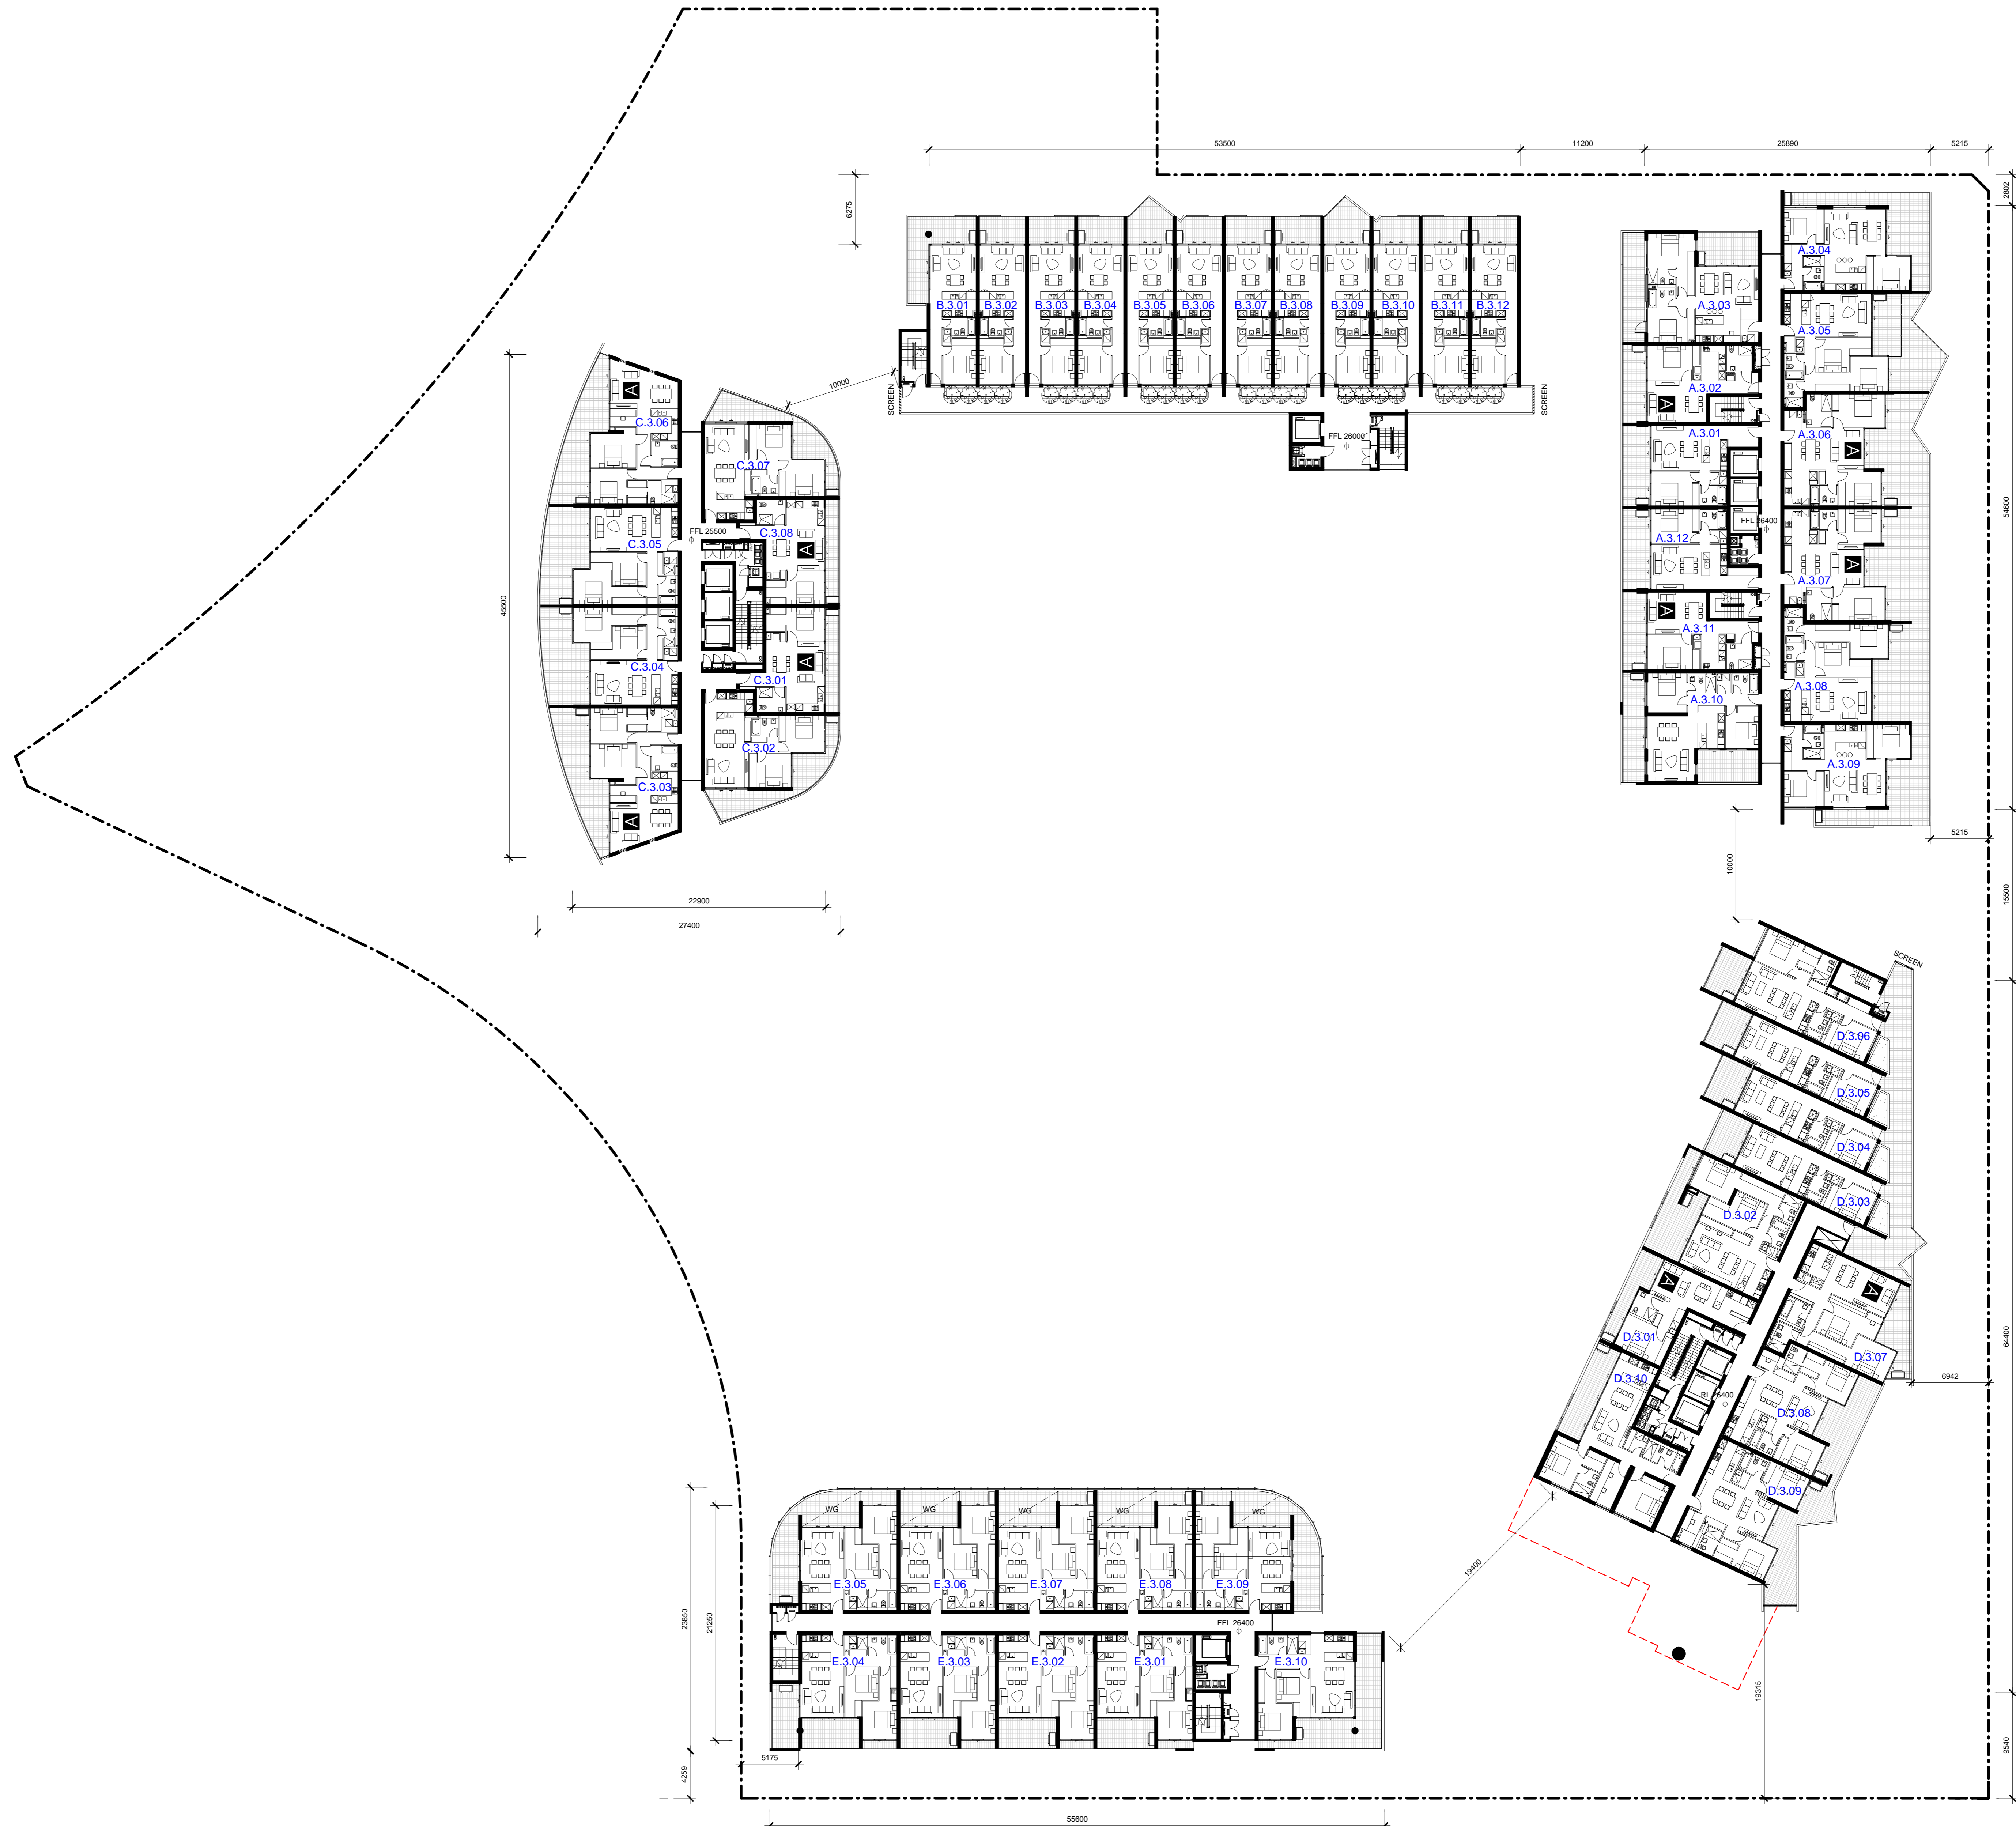 53500
11200
25890
5215
2802
6275
A.3.04
A.3.03
A.3.05
B.3.01
B.3.02
B.3.03
B.3.04
B.3.05
B.3.06
B.3.07
B.3.08
B.3.09
B.3.10
B.3.11
B.3.12
10000
SCREEN
SCREEN
A.3.02
A
A
C.3.06
FFL 26000
A.3.01
A.3.06
A
C.3.07
54600
FFL 25500
C.3.08
C.3.05
A
FFL 26400
A.3.12
A
A.3.07
45500
A
A.3.11
C.3.04
A
C.3.01
A.3.08
A.3.10
C.3.02
A.3.09
C.3.03
A
5215
10000
15500
22900
27400
SCREEN
D.3.06
D.3.05
D.3.04
D.3.03
D.3.02
A
A
D.3.01
D.3.07
64400
D.3.10
6942
RL 26400
D.3.08
D.3.09
WG
WG
WG
WG
WG
19400
E.3.05
E.3.06
E.3.07
E.3.08
E.3.09
23850
21250
FFL 26400
E.3.04
E.3.03
E.3.02
E.3.01
E.3.10
19315
9540
5175
4259
55600